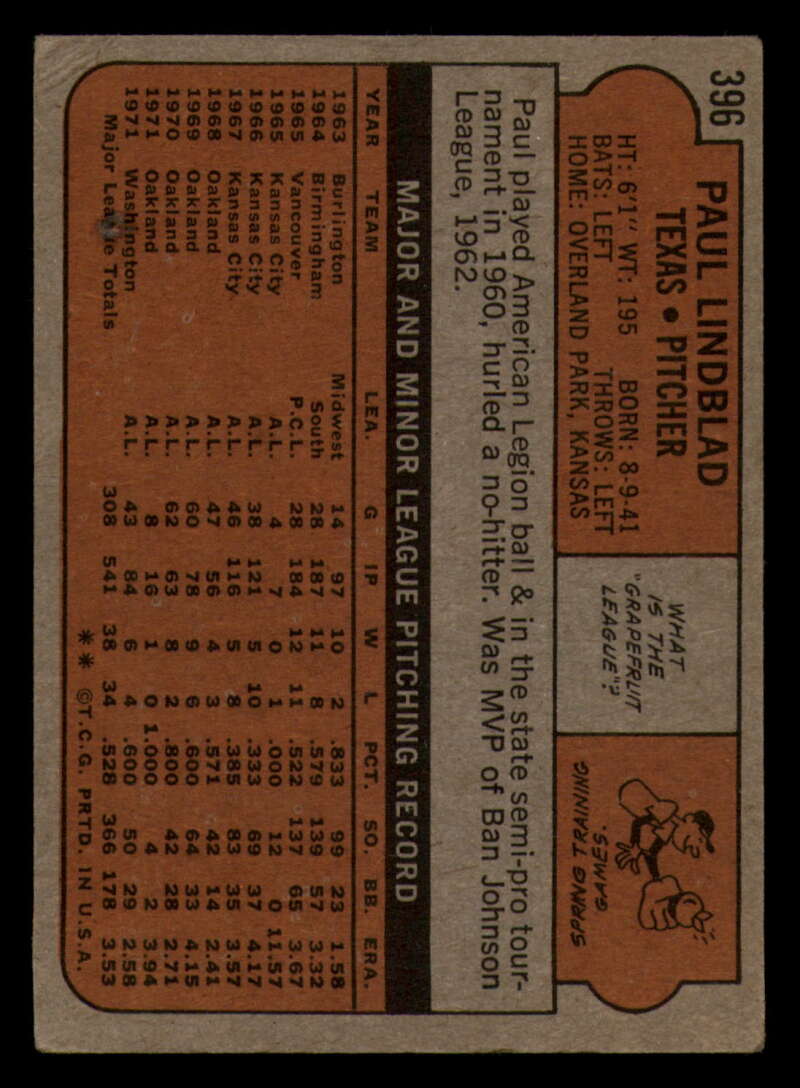 396
PAUL LINDBLAD
TEXAS • PITCHER
HT: 6'1" WT: 195 BORN: 8-9-41
BATS: LEFT THROWS: LEFT
HOME: OVERLAND PARK, KANSAS
WHAT
IS THE
"GRAPEFRUIT
LEAGUE"?
SPRING TRAINING
GAMES.
Paul played American Legion ball & in the state semi-pro tour-
nament in 1960, hurled a no-hitter. Was MVP of Ban Johnson
League, 1962.
MAJOR AND MINOR LEAGUE PITCHING RECORD
YEAR TEAM LEA. G IP W L PCT. SO. BB. ERA.
1963 Burlington Midwest 14 97 10 2 .833 99 23 1.58
1964 Birmingham South 28 187 11 8 .579 139 57 3.32
1965 Vancouver P.C.L. 28 184 12 11 .522 137 65 3.67
1965 Kansas City A.L. 4 7 0 1 .000 12 0 11.57
1966 Kansas City A.L. 38 121 5 10 .333 69 37 4.17
1967 Kansas City A.L. 46 116 5 8 .385 83 35 3.57
1968 Oakland A.L. 47 56 4 3 .571 42 14 2.41
1969 Oakland A.L. 60 78 9 6 .600 64 33 4.15
1970 Oakland A.L. 62 63 8 2 .800 42 28 2.71
1971 Oakland A.L. 8 16 1 0 1.000 4 2 3.94
1971 Washington A.L. 43 84 6 4 .600 50 29 2.58
Major League Totals 308 541 38 34 .528 366 178 3.53
** ©T.C.G. PRTD. IN U.S.A.